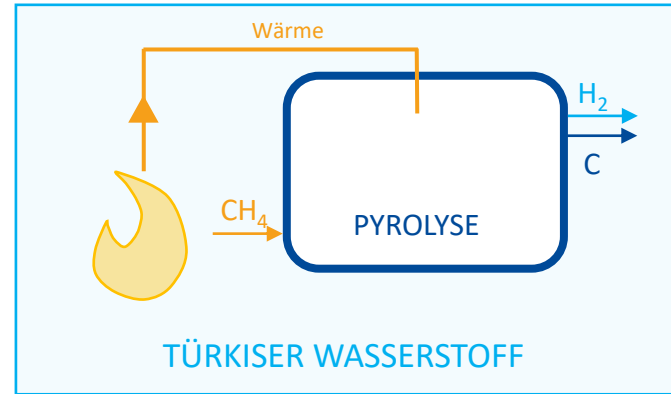 Wärme
H₂
C
CH₄
PYROLYSE
TÜRKISER WASSERSTOFF